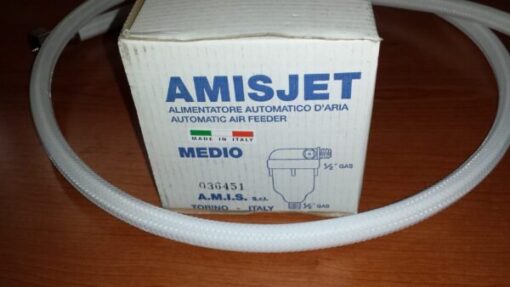 AMISJET
ALIMENTATORE AUTOMATICO D'ARIA
AUTOMATIC AIR FEEDER
MADE IN ITALY
MEDIO
½" GAS
036451
A.M.I.S. s.r.l.
½" GAS
TORINO - ITALY